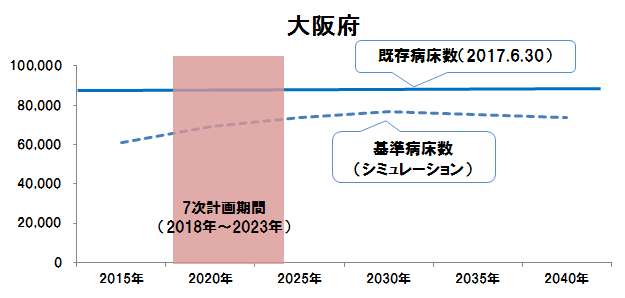 大阪府
既存病床数（2017.6.30）
100,000
80,000
60,000
40,000
20,000
0
基準病床数
（シミュレーション）
7次計画期間
（2018年～2023年）
2015年 2020年 2025年 2030年 2035年 2040年